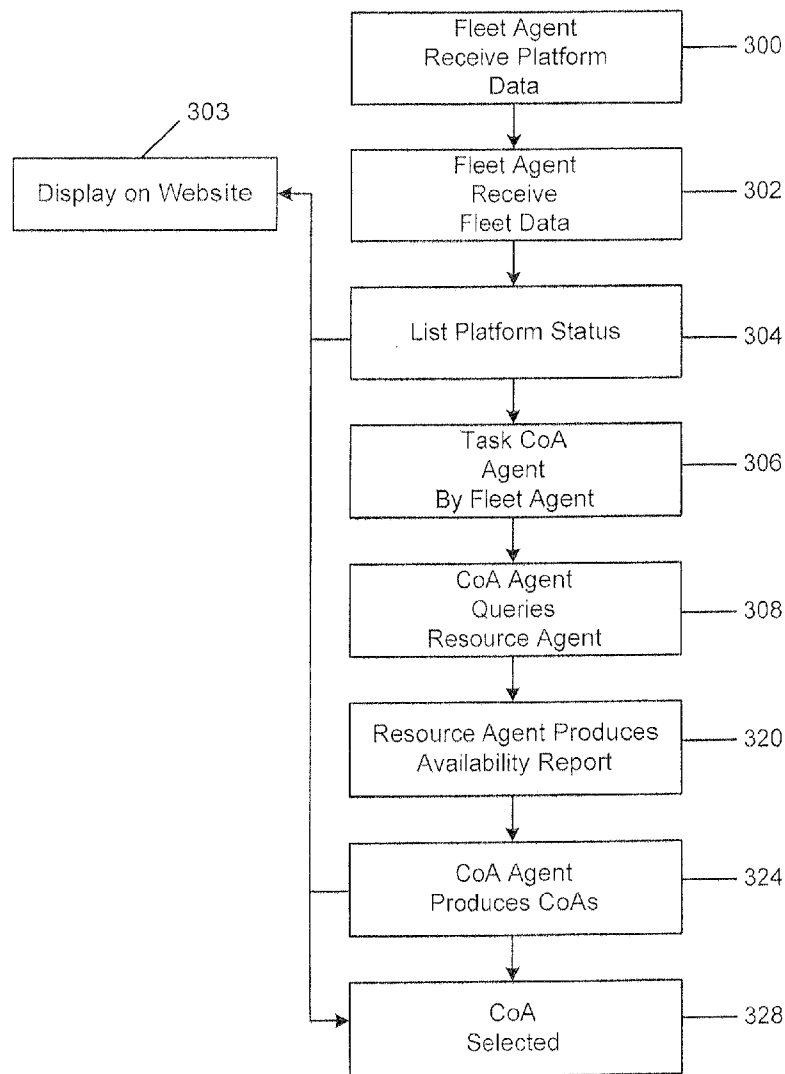 Fleet Agent
Receive Platform
Data
300
303
Display on Website
Fleet Agent
Receive
Fleet Data
302
List Platform Status
304
Task CoA
Agent
By Fleet Agent
306
CoA Agent
Queries
Resource Agent
308
Resource Agent Produces
Availability Report
320
CoA Agent
Produces CoAs
324
CoA
Selected
328